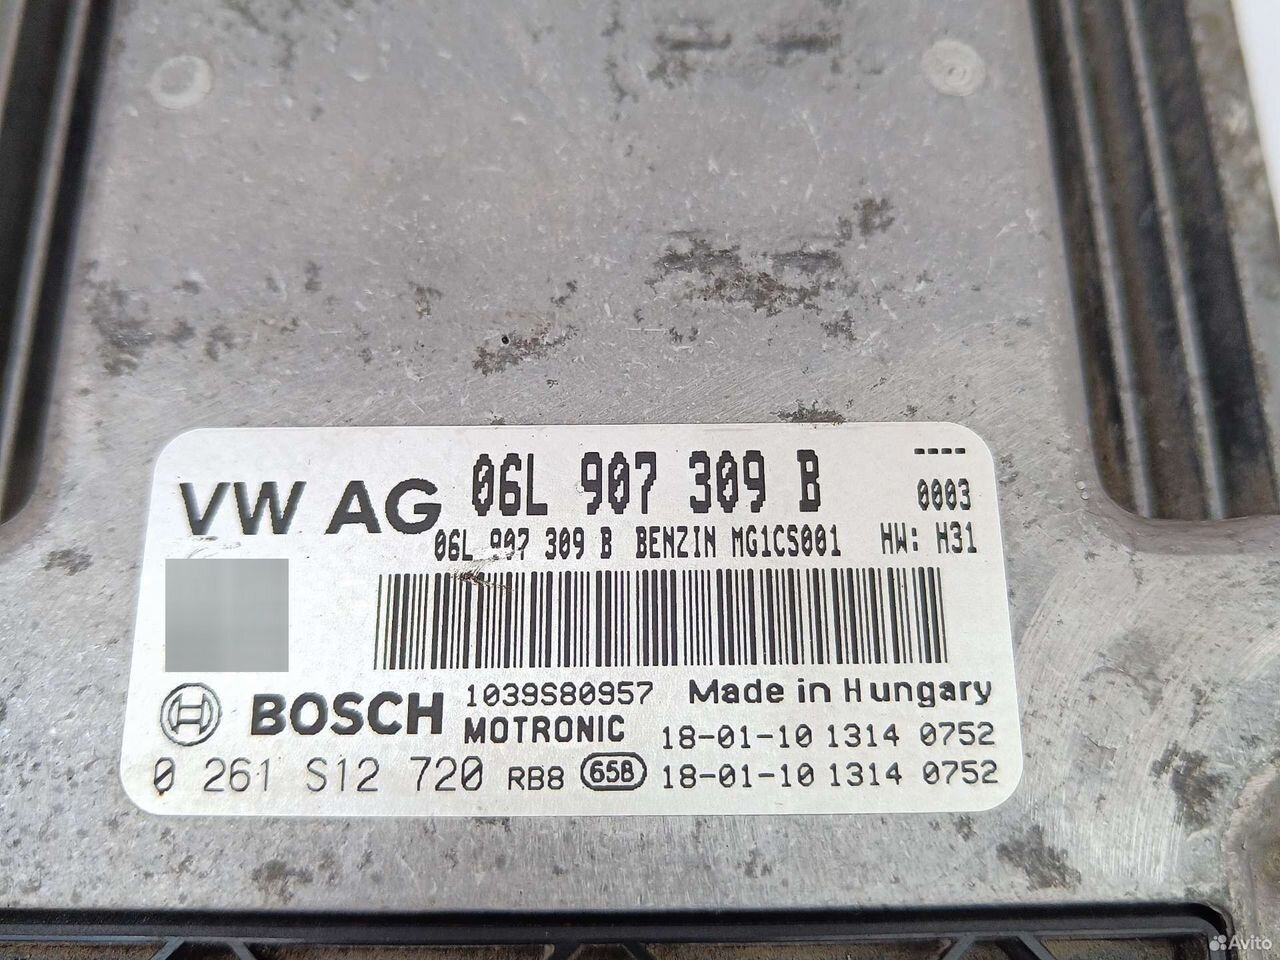 VW AG 06L 907 309 B ----
0003
06L 907 309 B BENZIN MG1CS001 HW: H31
BOSCH 1039S80957 Made in Hungary
MOTRONIC 18-01-10 1314 0752
0 261 S12 720 RB8 65B 18-01-10 1314 0752
Avito